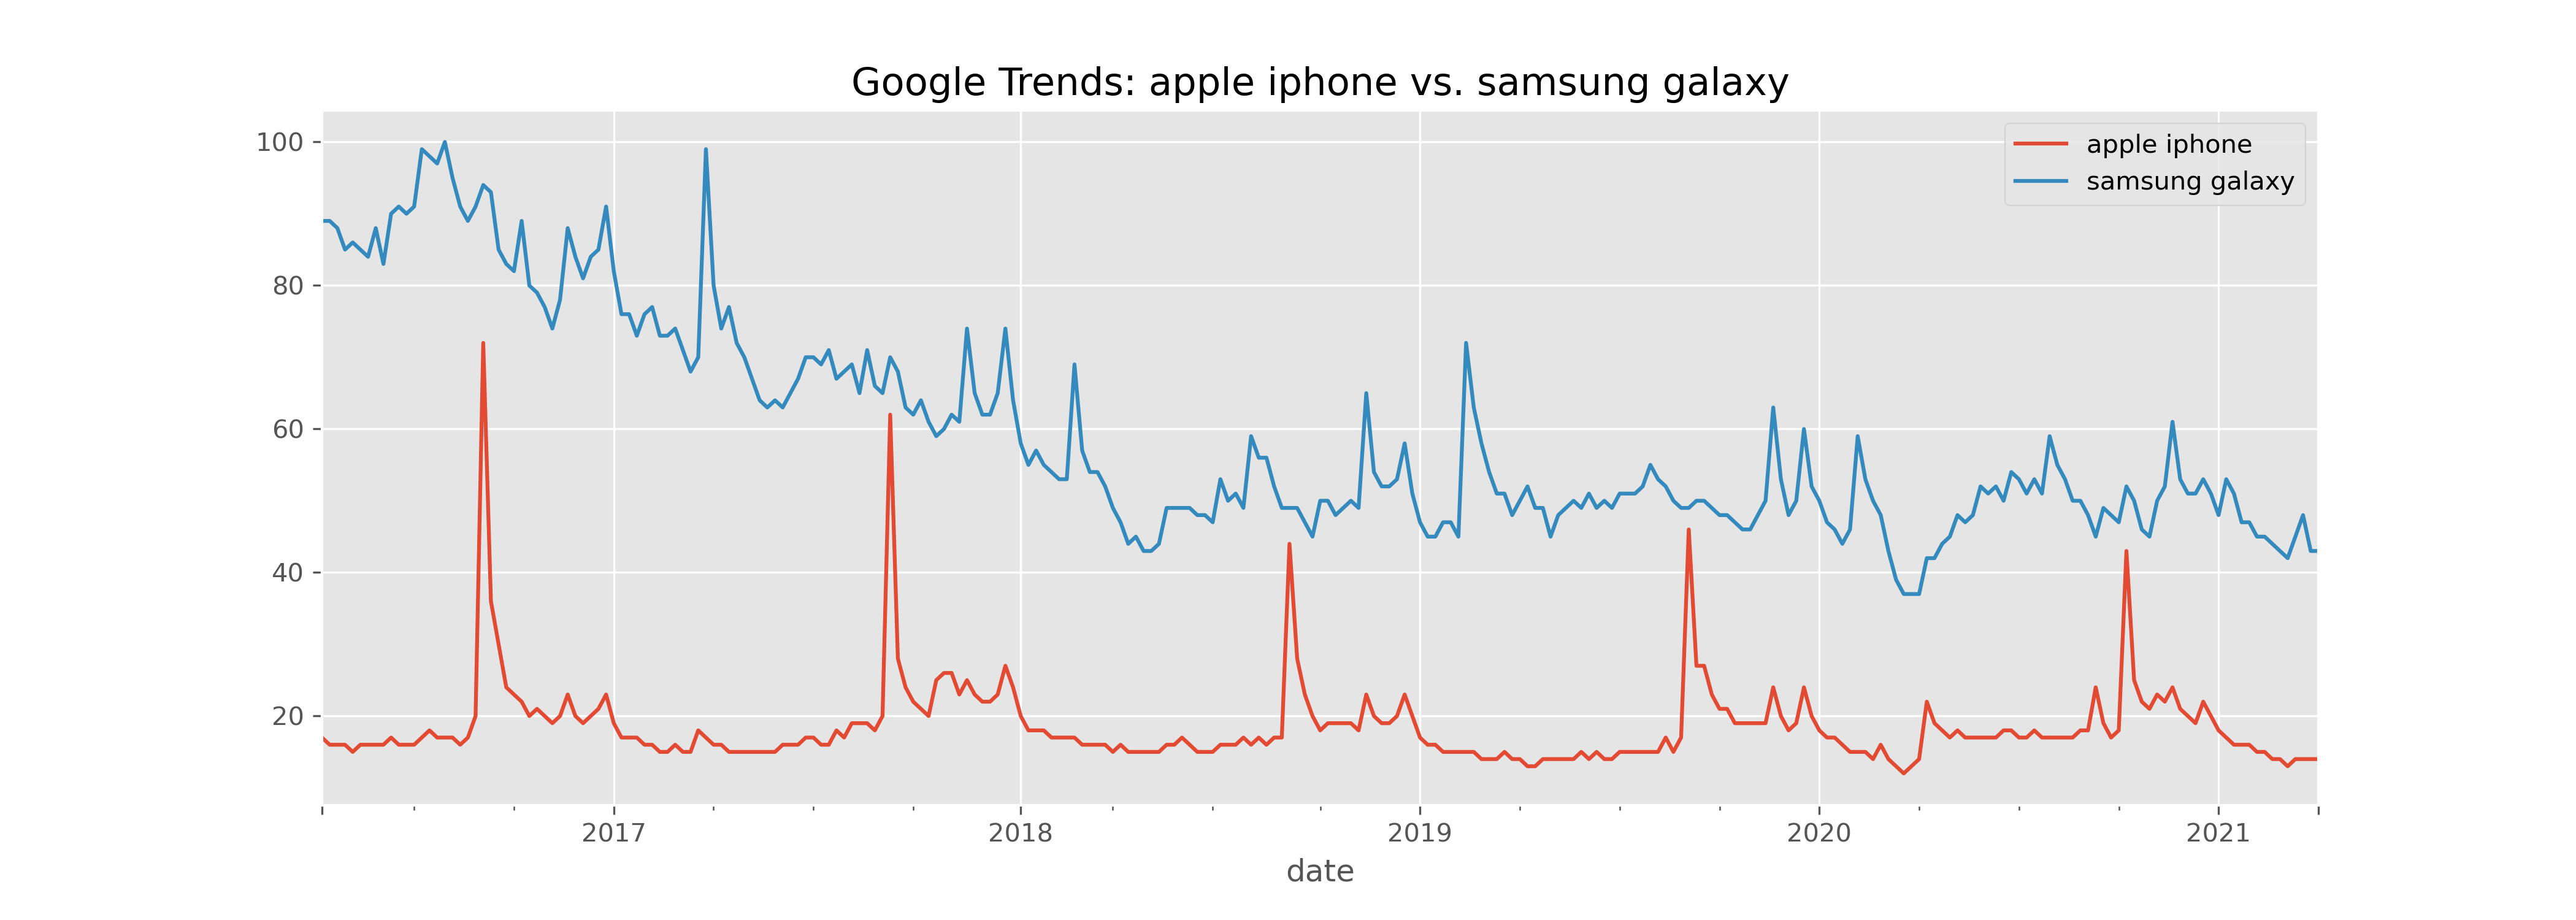 Google Trends: apple iphone vs. samsung galaxy
100
80
60
40
20
apple iphone
samsung galaxy
2017 2018 2019 2020 2021
date